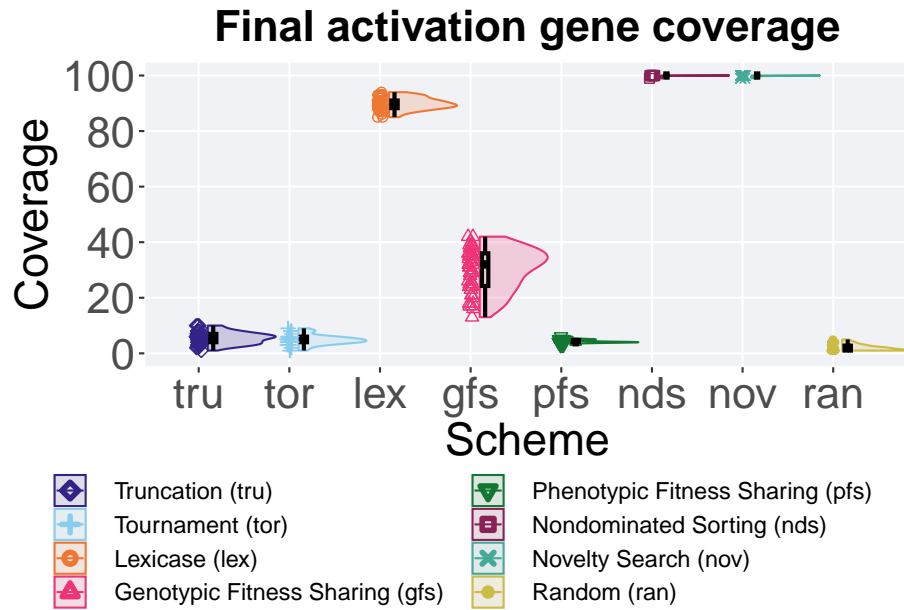 Final activation gene coverage
100
80
60
40
20
0
Coverage
tru tor lex gfs pfs nds nov ran
Scheme
Truncation (tru)
Tournament (tor)
Lexicase (lex)
Genotypic Fitness Sharing (gfs)
Phenotypic Fitness Sharing (pfs)
Nondominated Sorting (nds)
Novelty Search (nov)
Random (ran)